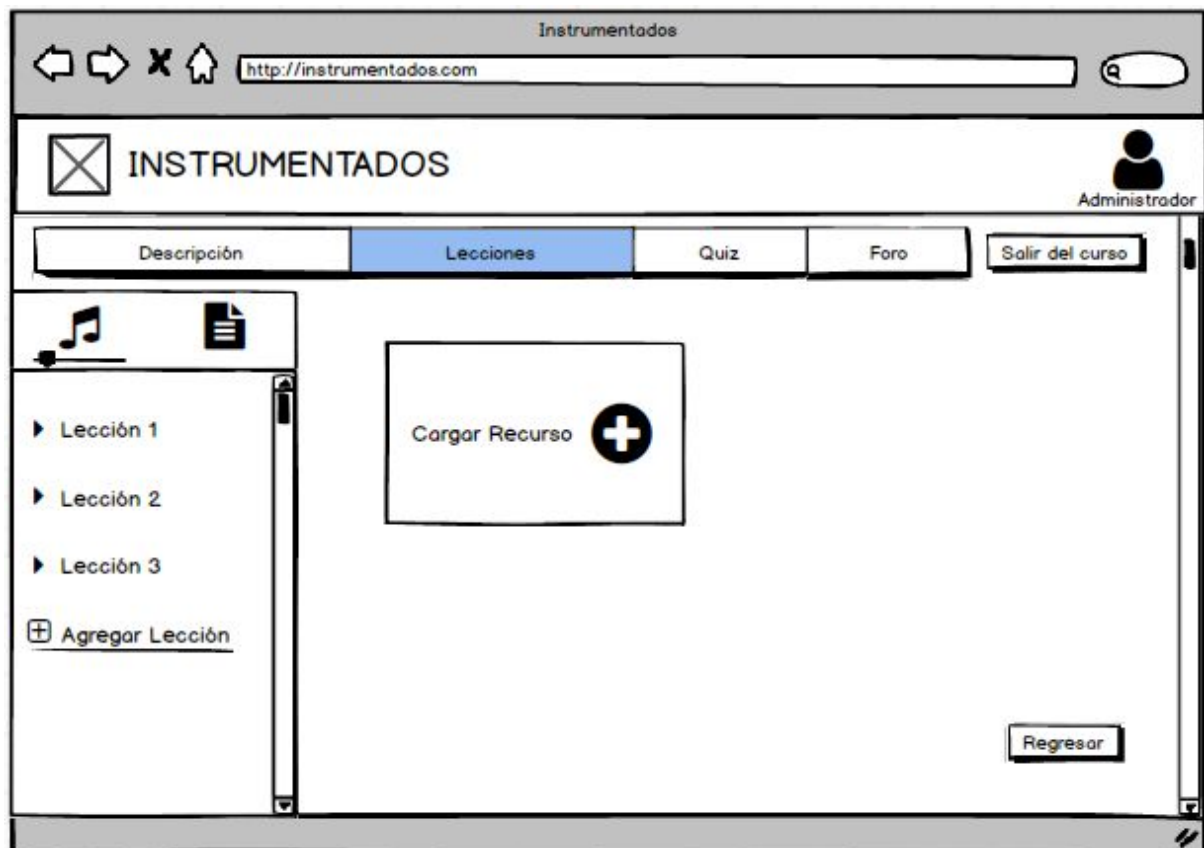 Instrumentados
http://instrumentados.com
INSTRUMENTADOS
Administrador
Descripción
Lecciones
Quiz
Foro
Salir del curso
Lección 1
Lección 2
Lección 3
Agregar Lección
Cargar Recurso
Regresar